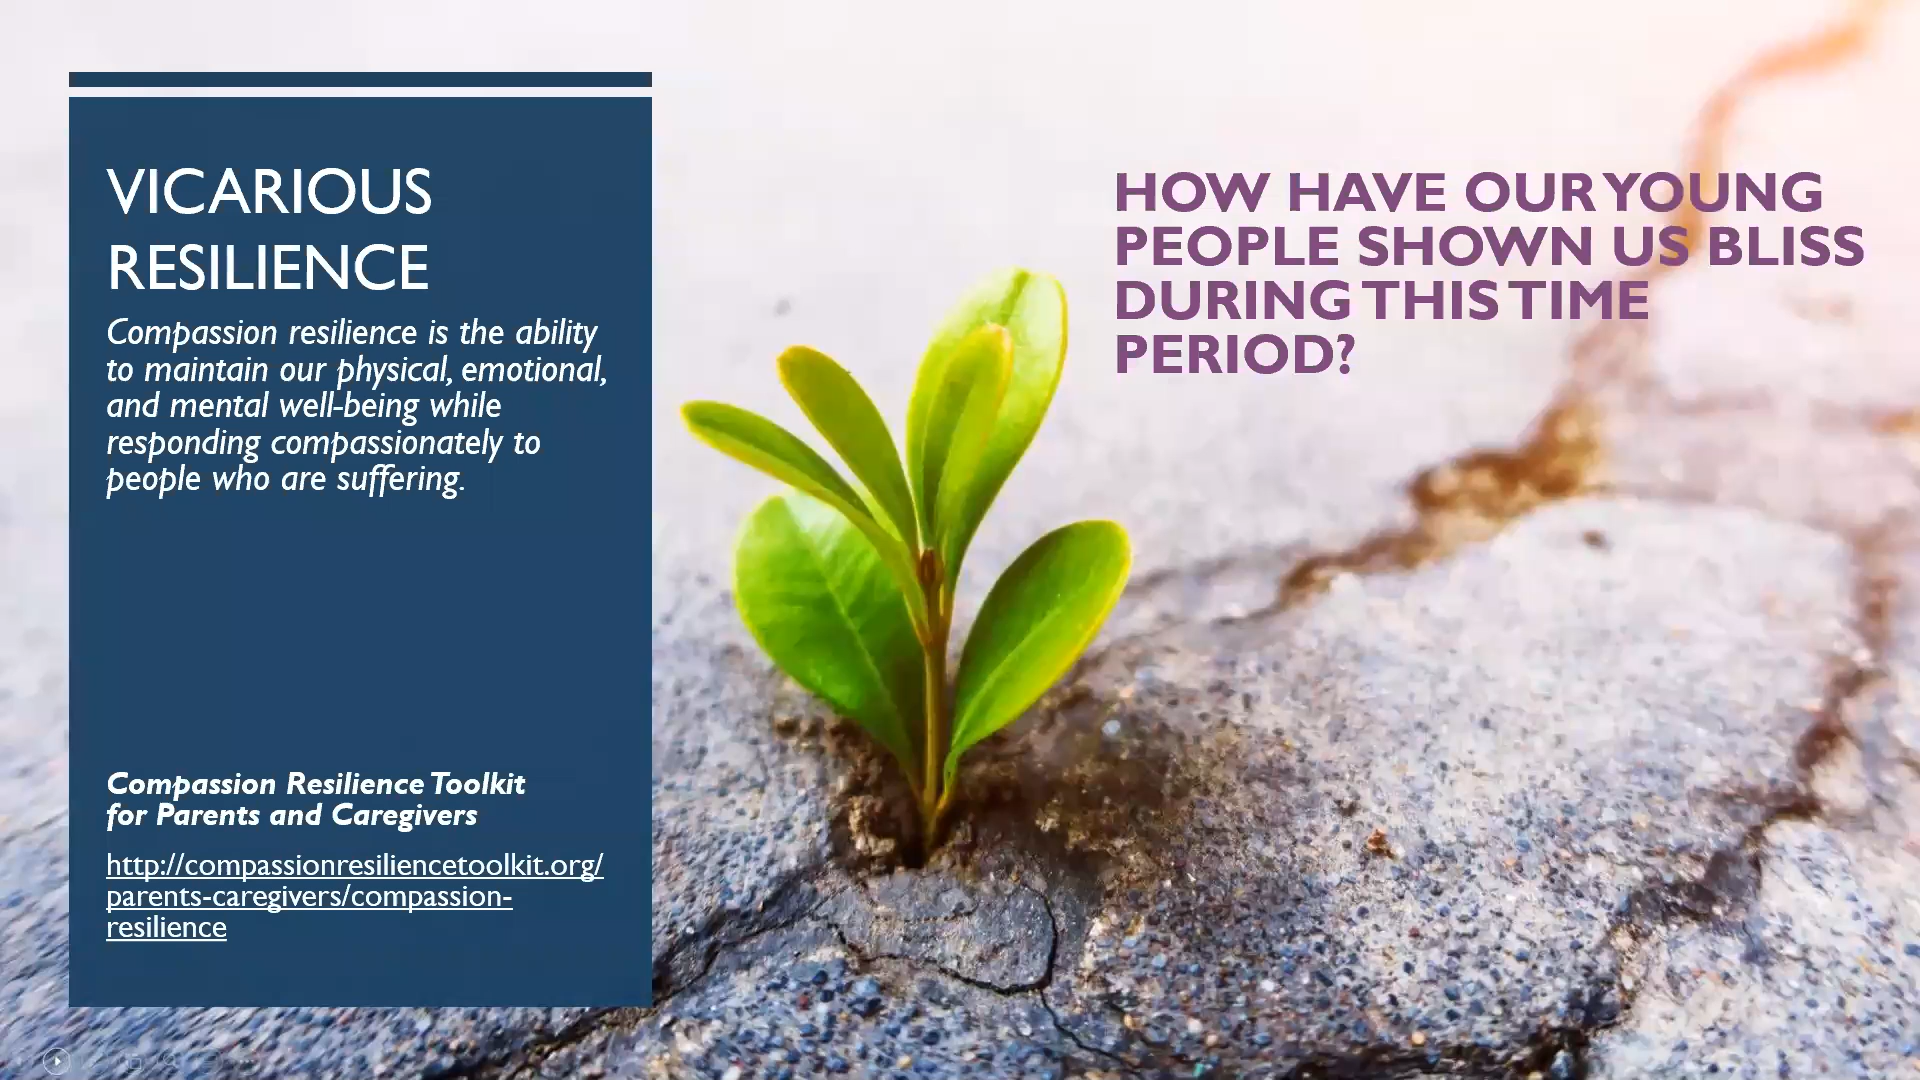 VICARIOUS
RESILIENCE
Compassion resilience is the ability
to maintain our physical, emotional,
and mental well-being while
responding compassionately to
people who are suffering.
Compassion Resilience Toolkit
for Parents and Caregivers
http://compassionresiliencetoolkit.org/
parents-caregivers/compassion-
resilience
HOW HAVE OUR YOUNG
PEOPLE SHOWN US BLISS
DURING THIS TIME
PERIOD?